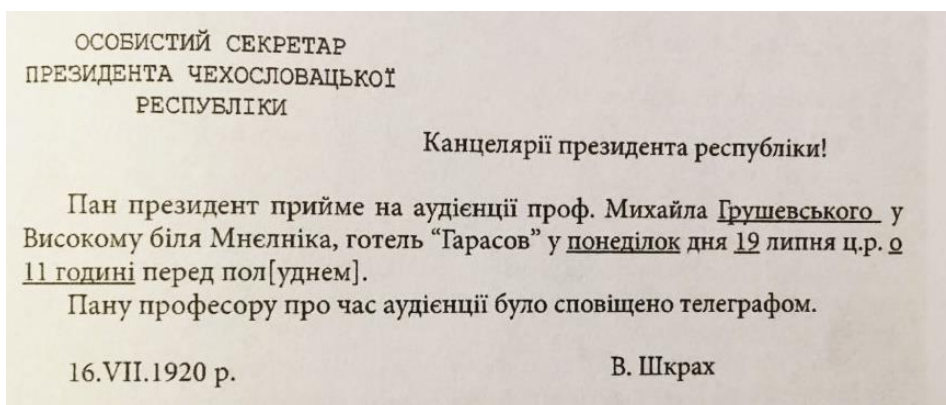 ОСОБИСТИЙ СЕКРЕТАР
ПРЕЗИДЕНТА ЧЕХОСЛОВАЦЬКОЇ
РЕСПУБЛІКИ
Канцелярії президента республіки!
Пан президент прийме на аудієнції проф. Михайла Грушевського у
Високому біля Мнєлніка, готель “Гарасов” у понеділок дня 19 липня ц.р. о
11 годині перед пол[уднем].
Пану професору про час аудієнції було сповіщено телеграфом.
16.VII.1920 р.
В. Шкрах